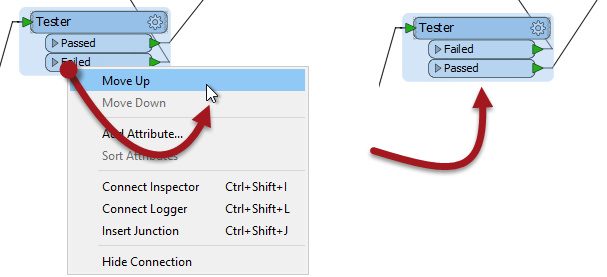 Tester
Passed
Failed
Move Up
Move Down
Add Attribute...
Sort Attributes
Connect Inspector Ctrl+Shift+I
Connect Logger Ctrl+Shift+L
Insert Junction Ctrl+Shift+J
Hide Connection
Tester
Failed
Passed